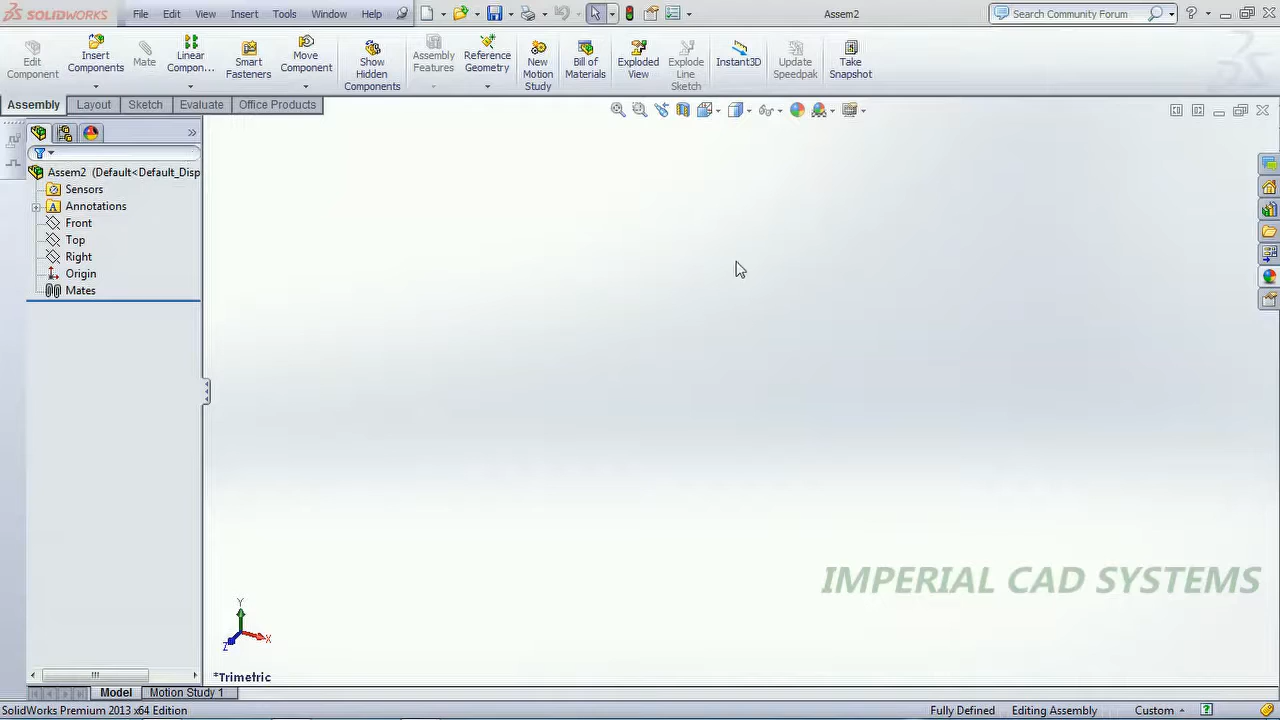 SOLIDWORKS File Edit View Insert Tools Window Help Assem2 Search Community Forum
Edit Component
Insert Components
Mate
Linear Compon...
Smart Fasteners
Move Component
Show Hidden Components
Assembly Features
Reference Geometry
New Motion Study
Bill of Materials
Exploded View
Explode Line Sketch
Instant3D
Update Speedpak
Take Snapshot
Assembly Layout Sketch Evaluate Office Products
Assem2 (Default<Default_Disp
Sensors
Annotations
Front
Top
Right
Origin
Mates
IMPERIAL CAD SYSTEMS
Y
X
Z
*Trimetric
Model Motion Study 1
SolidWorks Premium 2013 x64 Edition Fully Defined Editing Assembly Custom